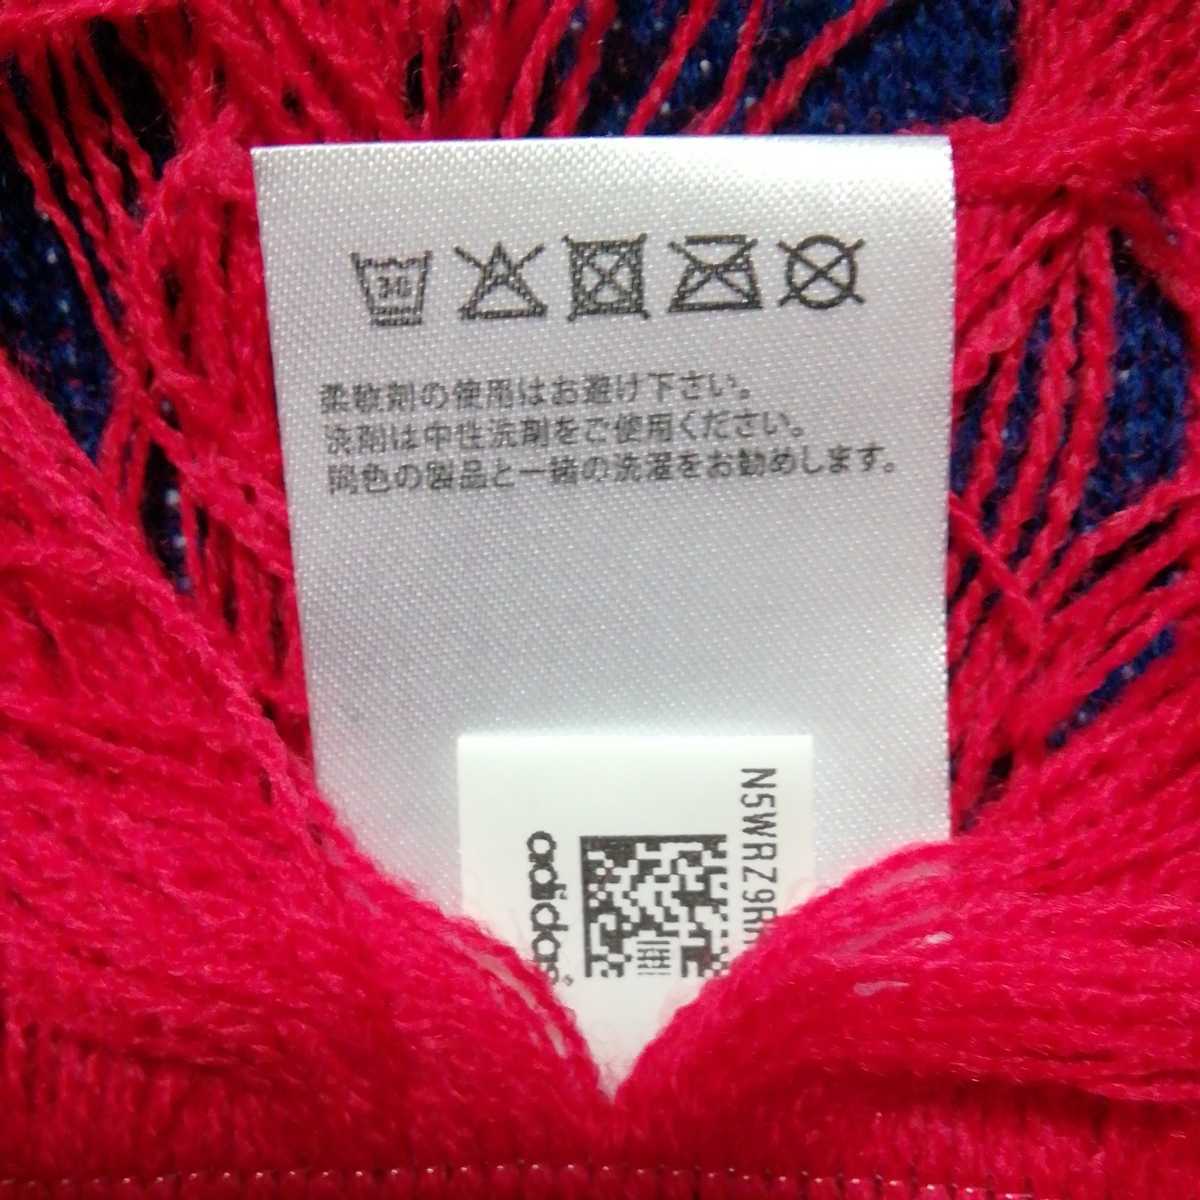 30
柔軟剤の使用はお避け下さい。
洗剤は中性洗剤をご使用ください。
同色の製品と一緒の洗濯をお勧めします。
N5WRZ9R
adidas